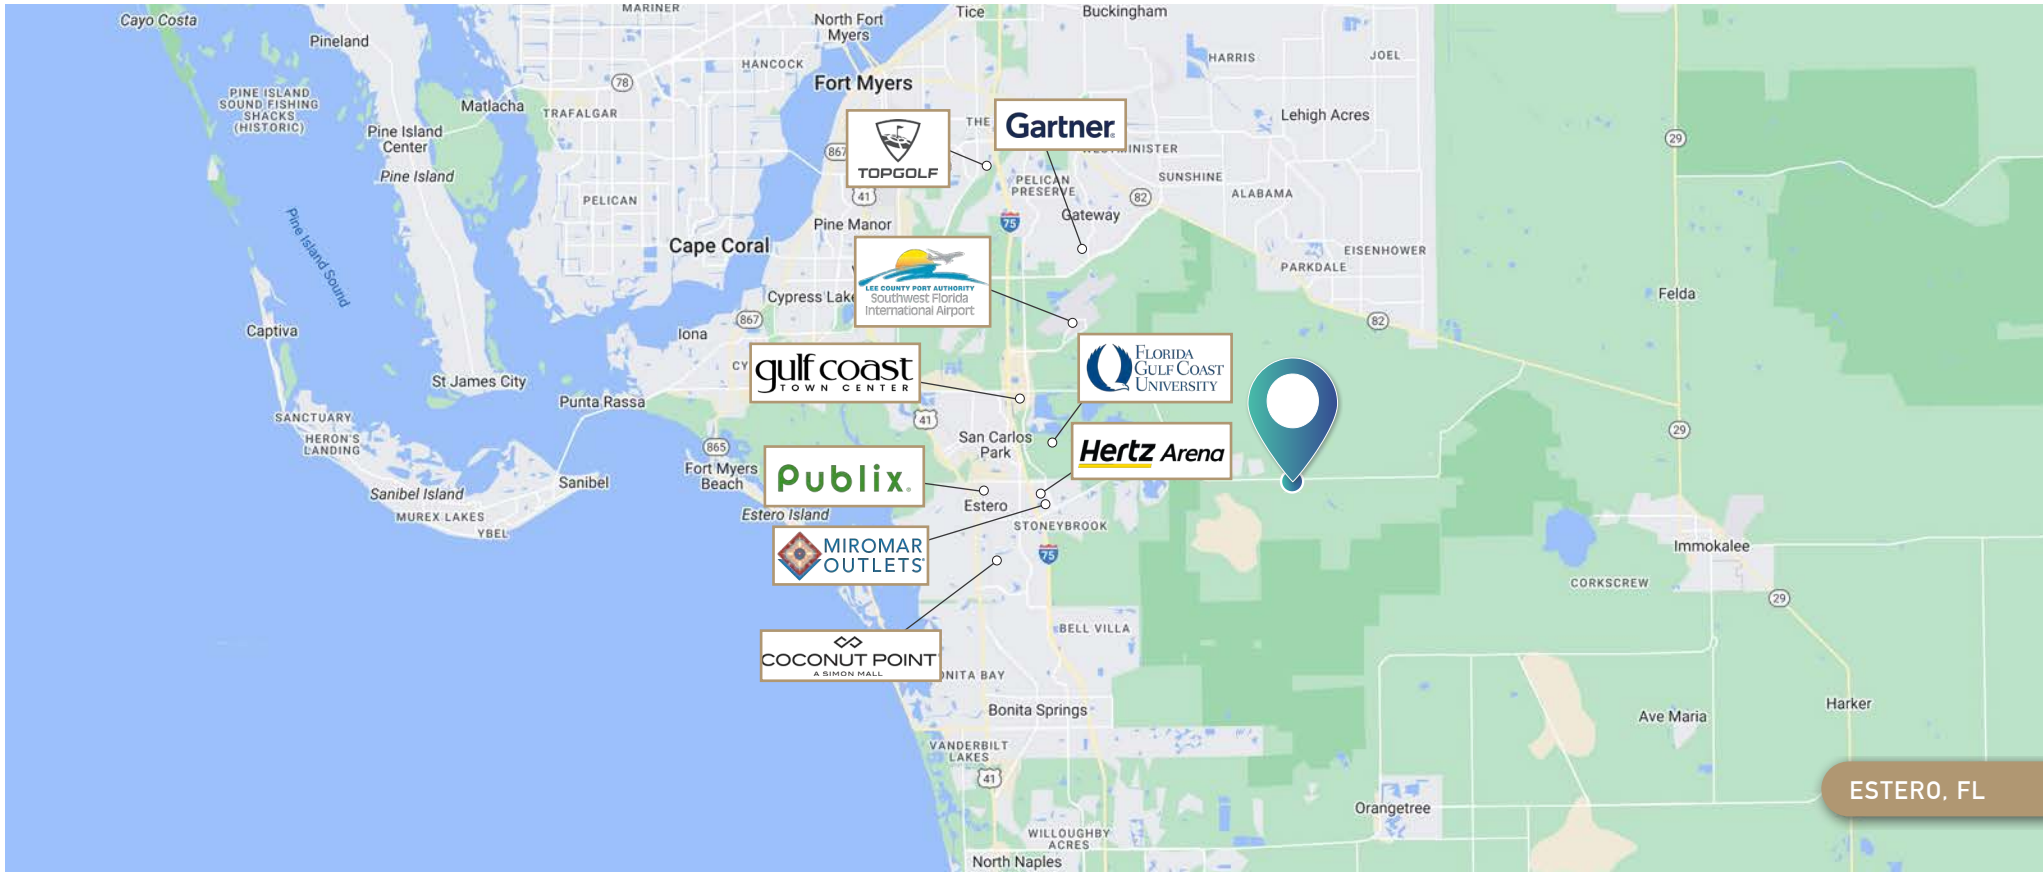 Cayo Costa
MARINER
Tice
Buckingham
North Fort
Myers
Pineland
HANCOCK
HARRIS
JOEL
78
Fort Myers
PINE ISLAND
SOUND FISHING
SHACKS
(HISTORIC)
Matlacha
TRAFALGAR
THE
Gartner
Lehigh Acres
Pine Island
Center
867
TOPGOLF
29
Pine Island
PELICAN
PRESERVE
SUNSHINE
PELICAN
41
82
ALABAMA
Pine Island Sound
Pine Manor
75
Gateway
Cape Coral
EISENHOWER
PARKDALE
LEE COUNTY PORT AUTHORITY
Southwest Florida
International Airport
Cypress Lake
Felda
Captiva
Iona
867
82
CY
gulf coast
TOWN CENTER
FLORIDA
GULF COAST
UNIVERSITY
St James City
Punta Rassa
SANCTUARY
41
29
HERON'S
LANDING
865
San Carlos
Park
Hertz Arena
Fort Myers
Beach
Publix
Sanibel
Sanibel Island
Estero
MUREX LAKES
Estero Island
STONEYBROOK
YBEL
MIROMAR
OUTLETS
75
Immokalee
CORKSCREW
29
BELL VILLA
COCONUT POINT
A SIMON MALL
ONITA BAY
Bonita Springs
Ave Maria
Harker
VANDERBILT
LAKES
41
ESTERO, FL
Orangetree
WILLOUGHBY
ACRES
North Naples